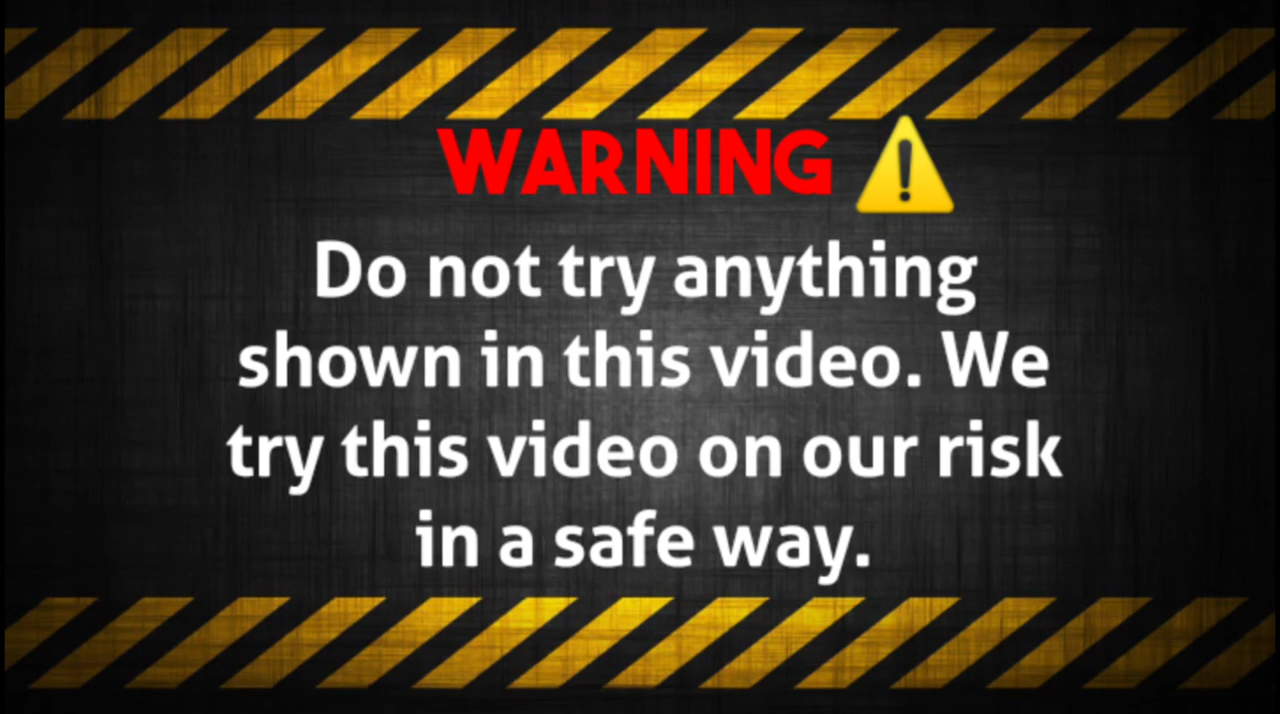 WARNING ⚠️
Do not try anything
shown in this video. We
try this video on our risk
in a safe way.